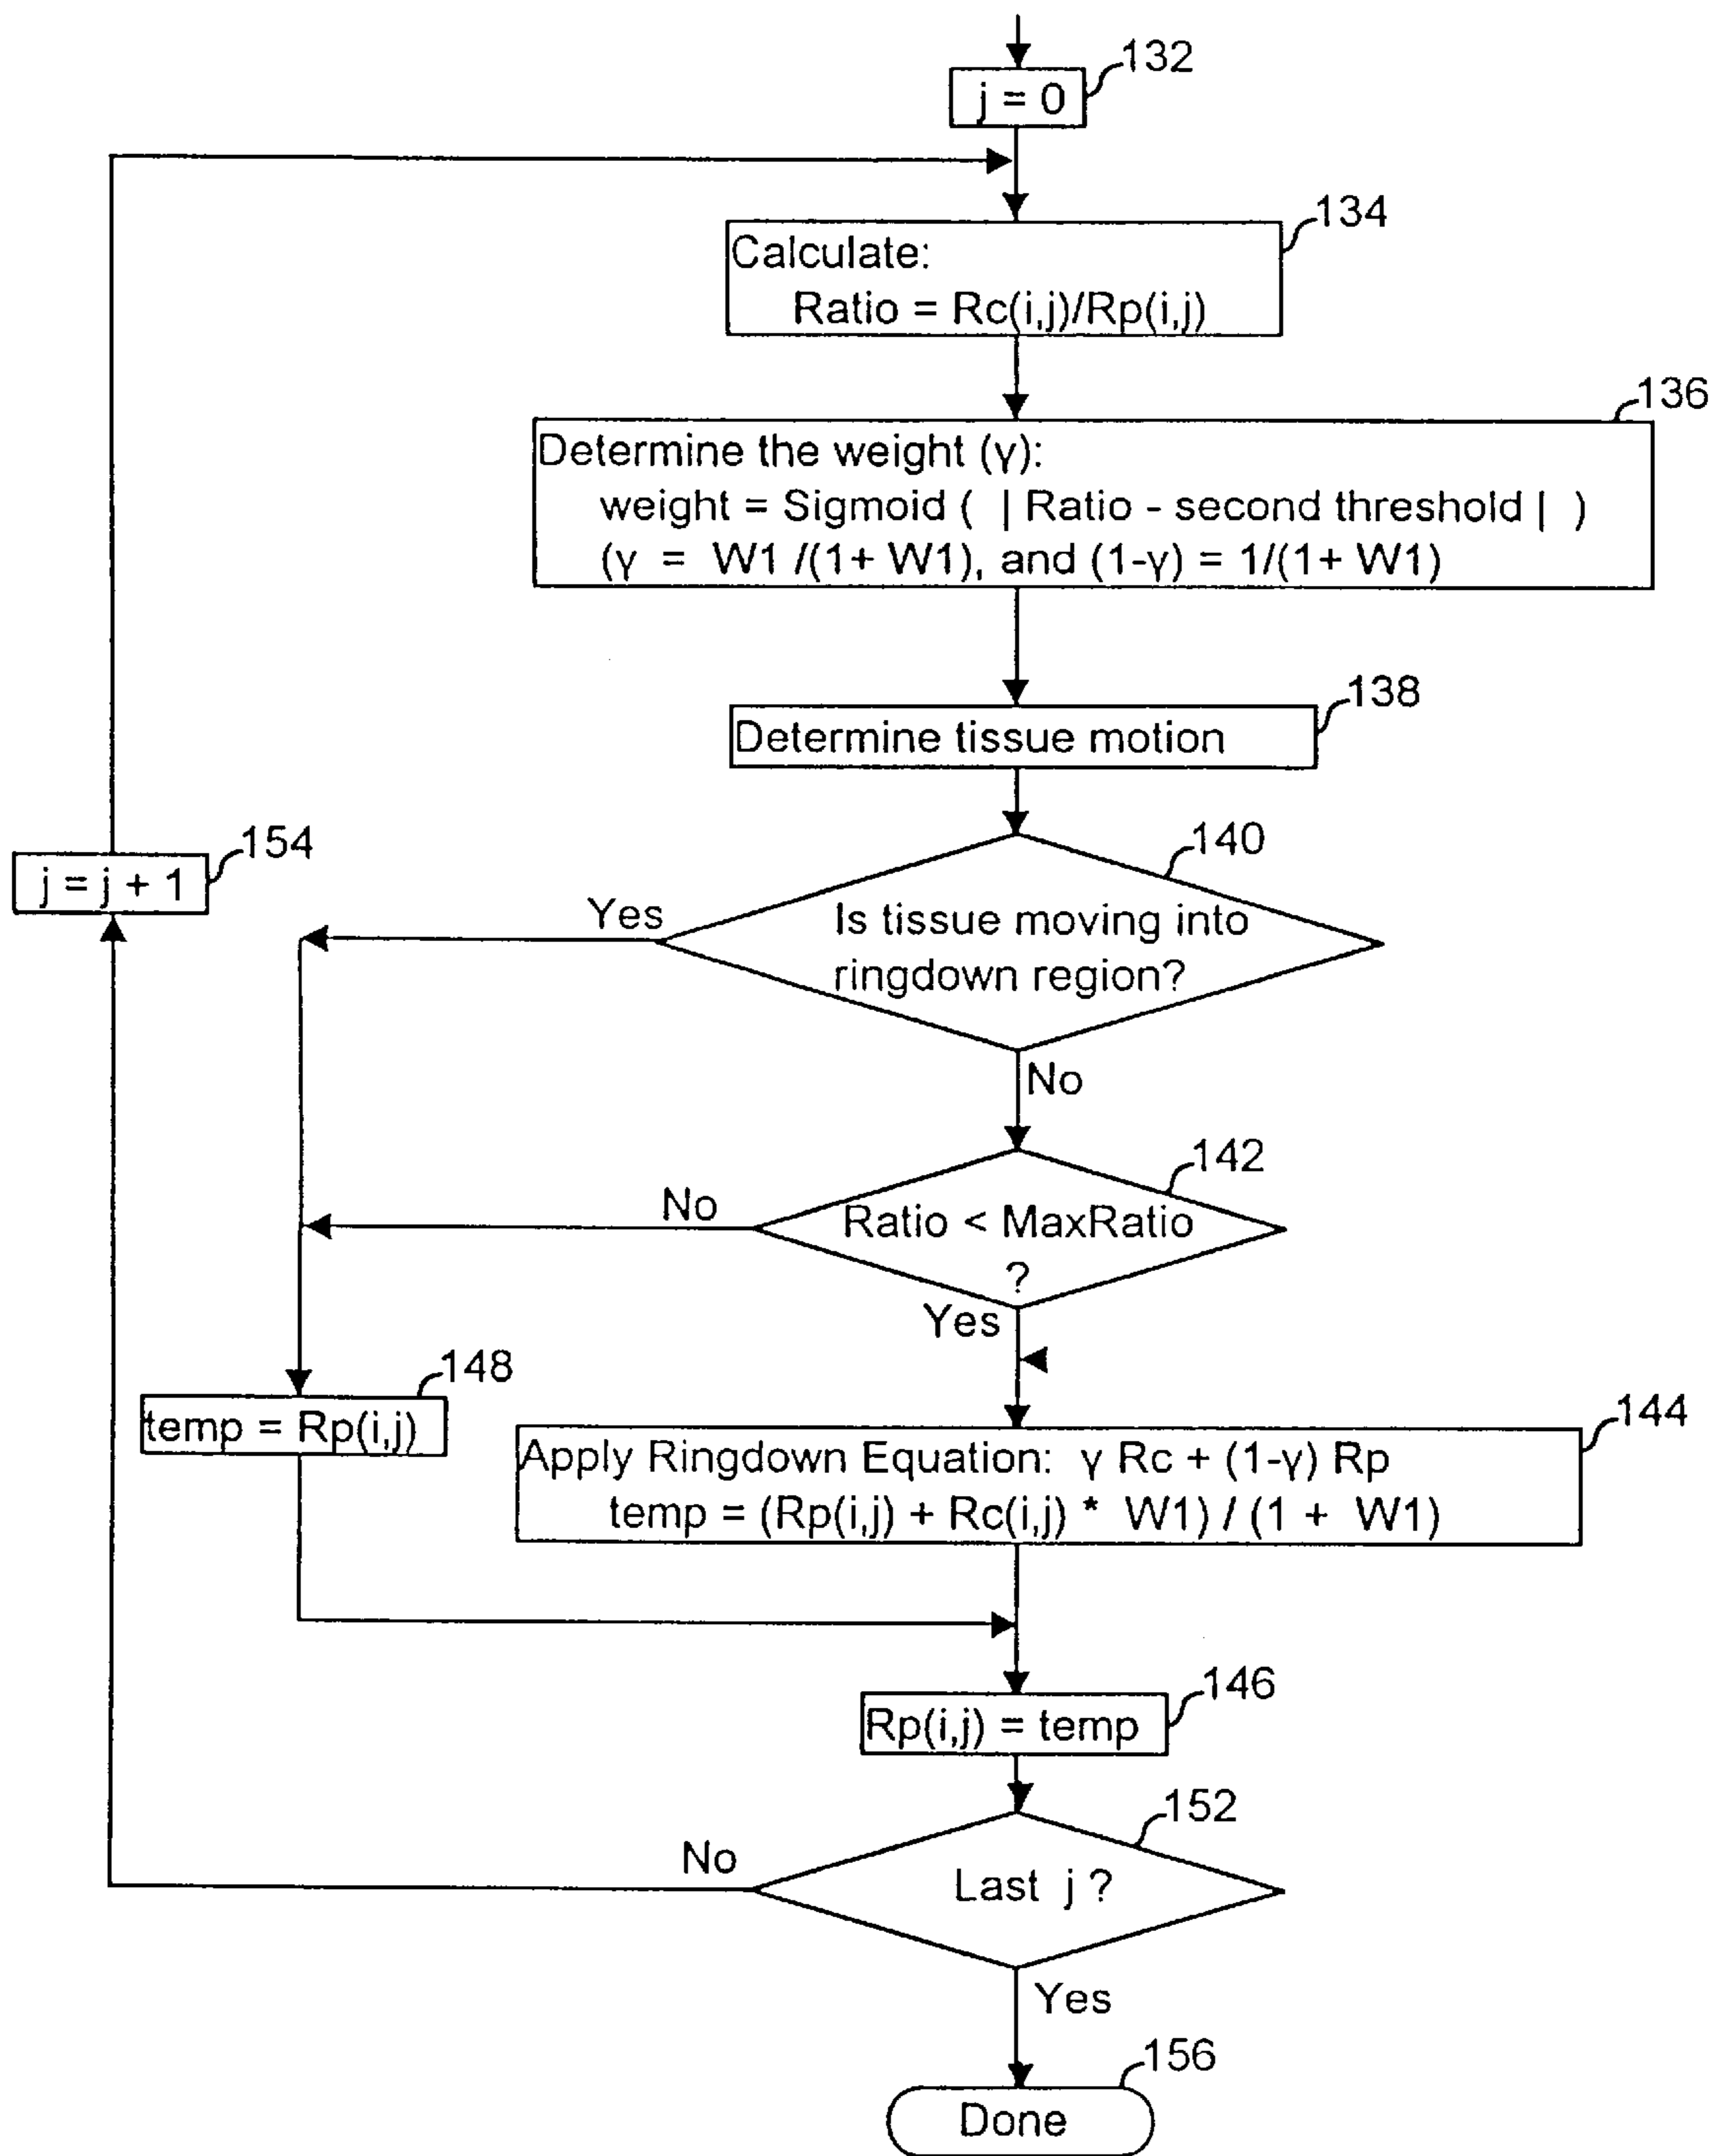 132
j = 0
134
Calculate:
Ratio = Rc(i,j)/Rp(i,j)
136
Determine the weight (γ):
weight = Sigmoid ( | Ratio - second threshold | )
(γ = W1 /(1+ W1), and (1-γ) = 1/(1+ W1)
138
Determine tissue motion
154
j = j + 1
140
Yes
Is tissue moving into
ringdown region?
No
142
No
Ratio < MaxRatio
?
Yes
148
temp = Rp(i,j)
144
Apply Ringdown Equation: γ Rc + (1-γ) Rp
temp = (Rp(i,j) + Rc(i,j) * W1) / (1 + W1)
146
Rp(i,j) = temp
152
No
Last j ?
Yes
156
Done